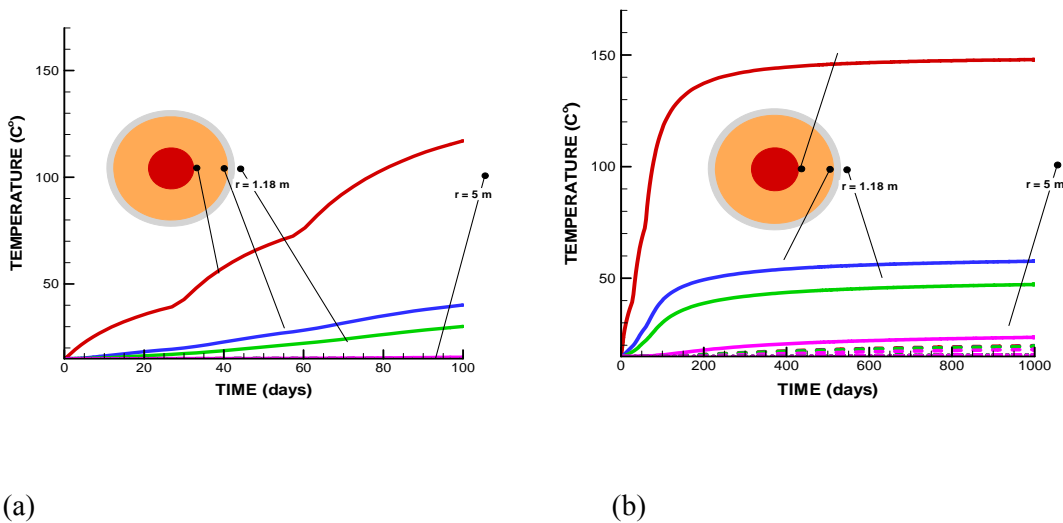 TEMPERATURE (C°)
150
100
50
r = 1.18 m
r = 5 m
0 20 40 60 80 100
TIME (days)
TEMPERATURE (C°)
150
100
50
r = 1.18 m
r = 5 m
0 200 400 600 800 1000
TIME (days)
(a) (b)